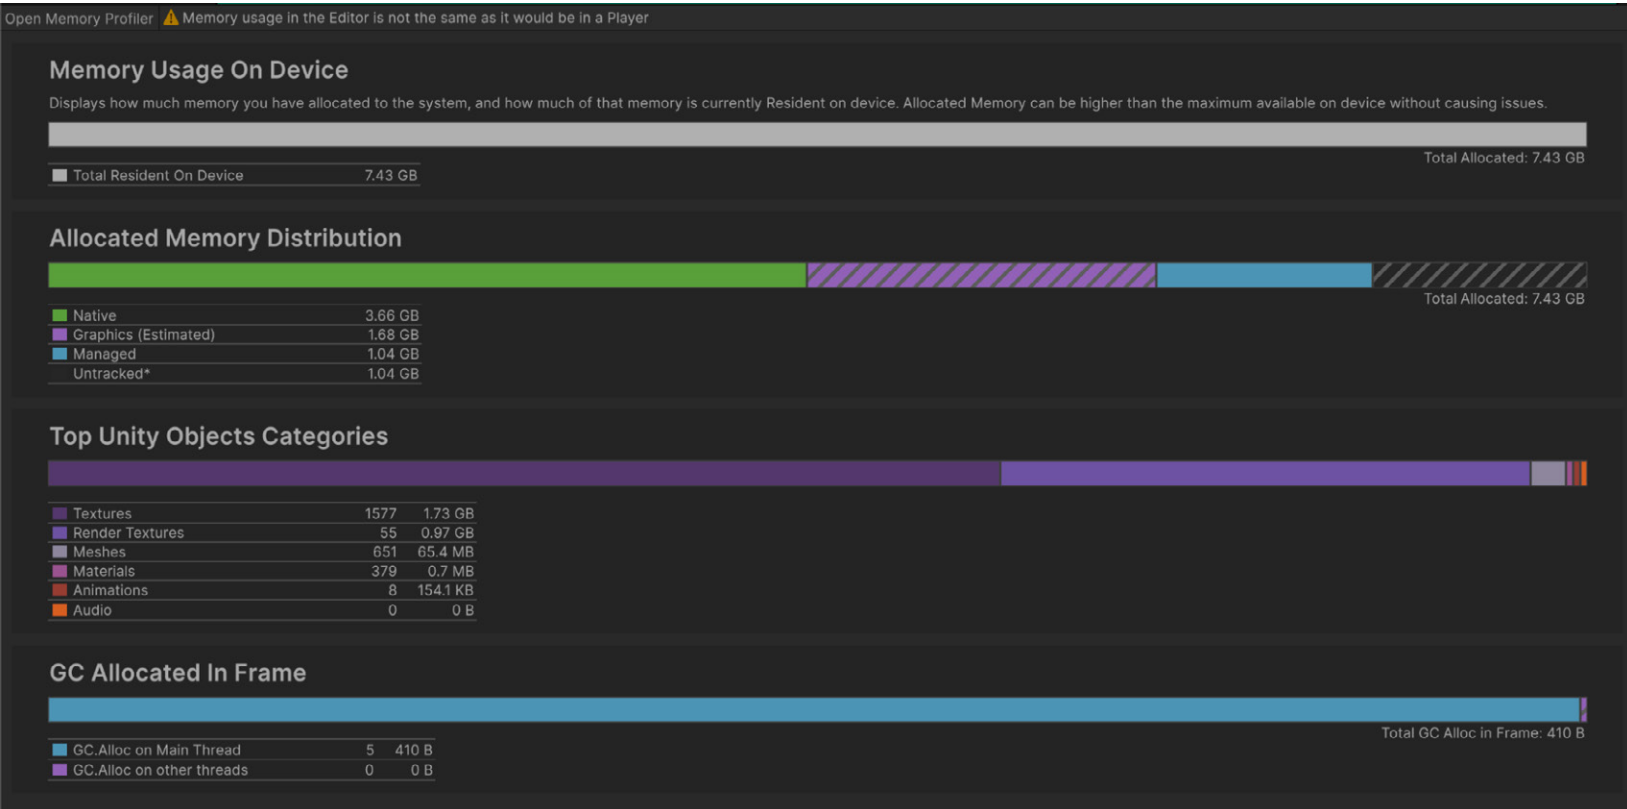 Open Memory Profiler Memory usage in the Editor is not the same as it would be in a Player
Memory Usage On Device
Displays how much memory you have allocated to the system, and how much of that memory is currently Resident on device. Allocated Memory can be higher than the maximum available on device without causing issues.
Total Allocated: 7.43 GB
Total Resident On Device 7.43 GB
Allocated Memory Distribution
Total Allocated: 7.43 GB
Native 3.66 GB
Graphics (Estimated) 1.68 GB
Managed 1.04 GB
Untracked* 1.04 GB
Top Unity Objects Categories
Textures 1577 1.73 GB
Render Textures 55 0.97 GB
Meshes 651 65.4 MB
Materials 379 0.7 MB
Animations 8 154.1 KB
Audio 0 0 B
GC Allocated In Frame
Total GC Alloc in Frame: 410 B
GC.Alloc on Main Thread 5 410 B
GC.Alloc on other threads 0 0 B